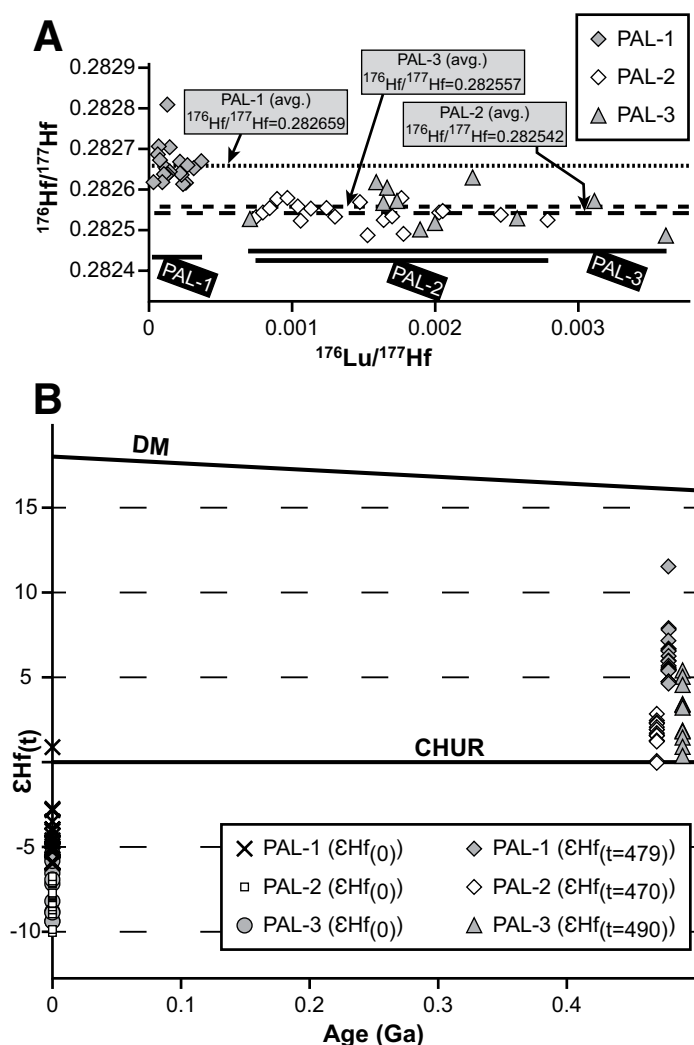 A
176Hf/177Hf
0.2829
0.2828
0.2827
0.2826
0.2825
0.2824
PAL-1 (avg.)
176Hf/177Hf=0.282659
PAL-3 (avg.)
176Hf/177Hf=0.282557
PAL-2 (avg.)
176Hf/177Hf=0.282542
PAL-1
PAL-2
PAL-3
PAL-1
PAL-2
PAL-3
0
0.001
0.002
0.003
176Lu/177Hf
B
DM
15
10
5
-5
-10
CHUR
εHf(t)
PAL-1 (εHf(0))
PAL-2 (εHf(0))
PAL-3 (εHf(0))
PAL-1 (εHf(t=479))
PAL-2 (εHf(t=470))
PAL-3 (εHf(t=490))
0
0.1
0.2
0.3
0.4
Age (Ga)